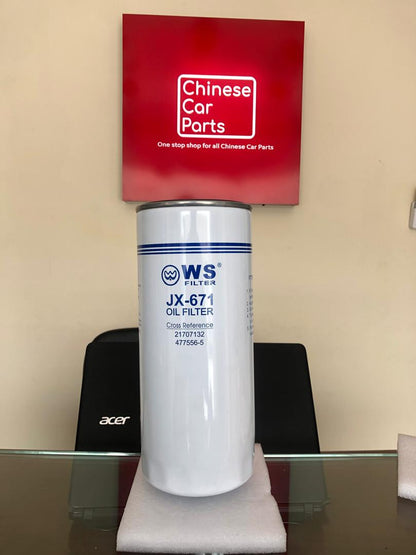 Chinese
Car
Parts
One stop shop for all Chinese Car Parts
WS®
FILTER
JX-671
OIL FILTER
Cross Reference
21707132
477556-5
acer